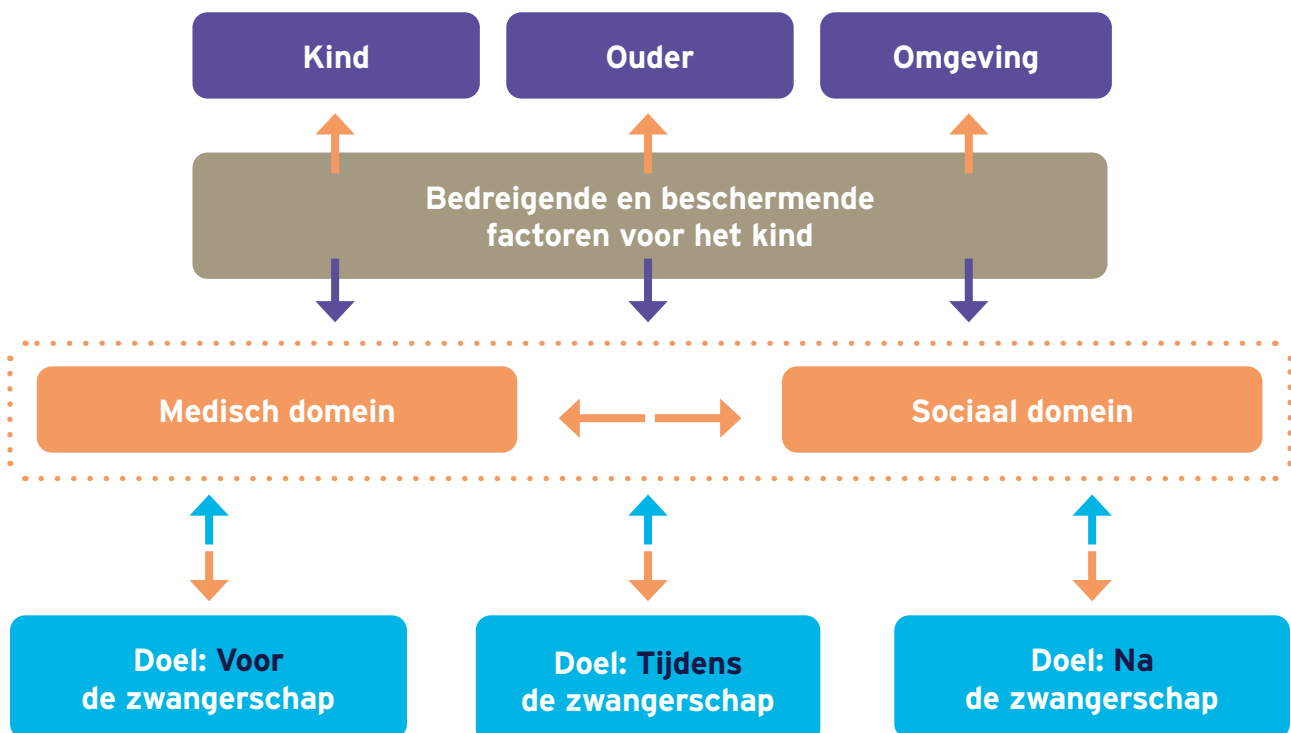 Kind
Ouder
Omgeving
Bedreigende en beschermende
factoren voor het kind
Medisch domein
Sociaal domein
Doel: Voor
de zwangerschap
Doel: Tijdens
de zwangerschap
Doel: Na
de zwangerschap